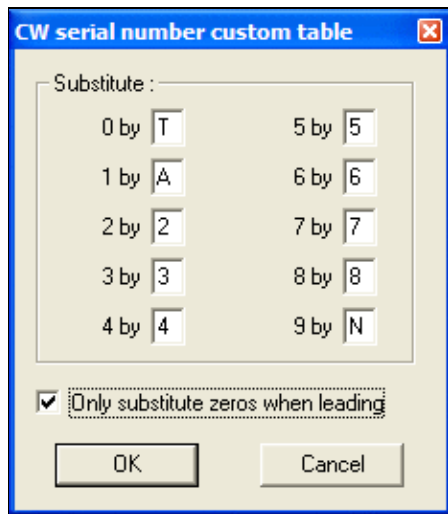 CW serial number custom table
Substitute :
0 by T 5 by 5
1 by A 6 by 6
2 by 2 7 by 7
3 by 3 8 by 8
4 by 4 9 by N
Only substitute zeros when leading
OK Cancel